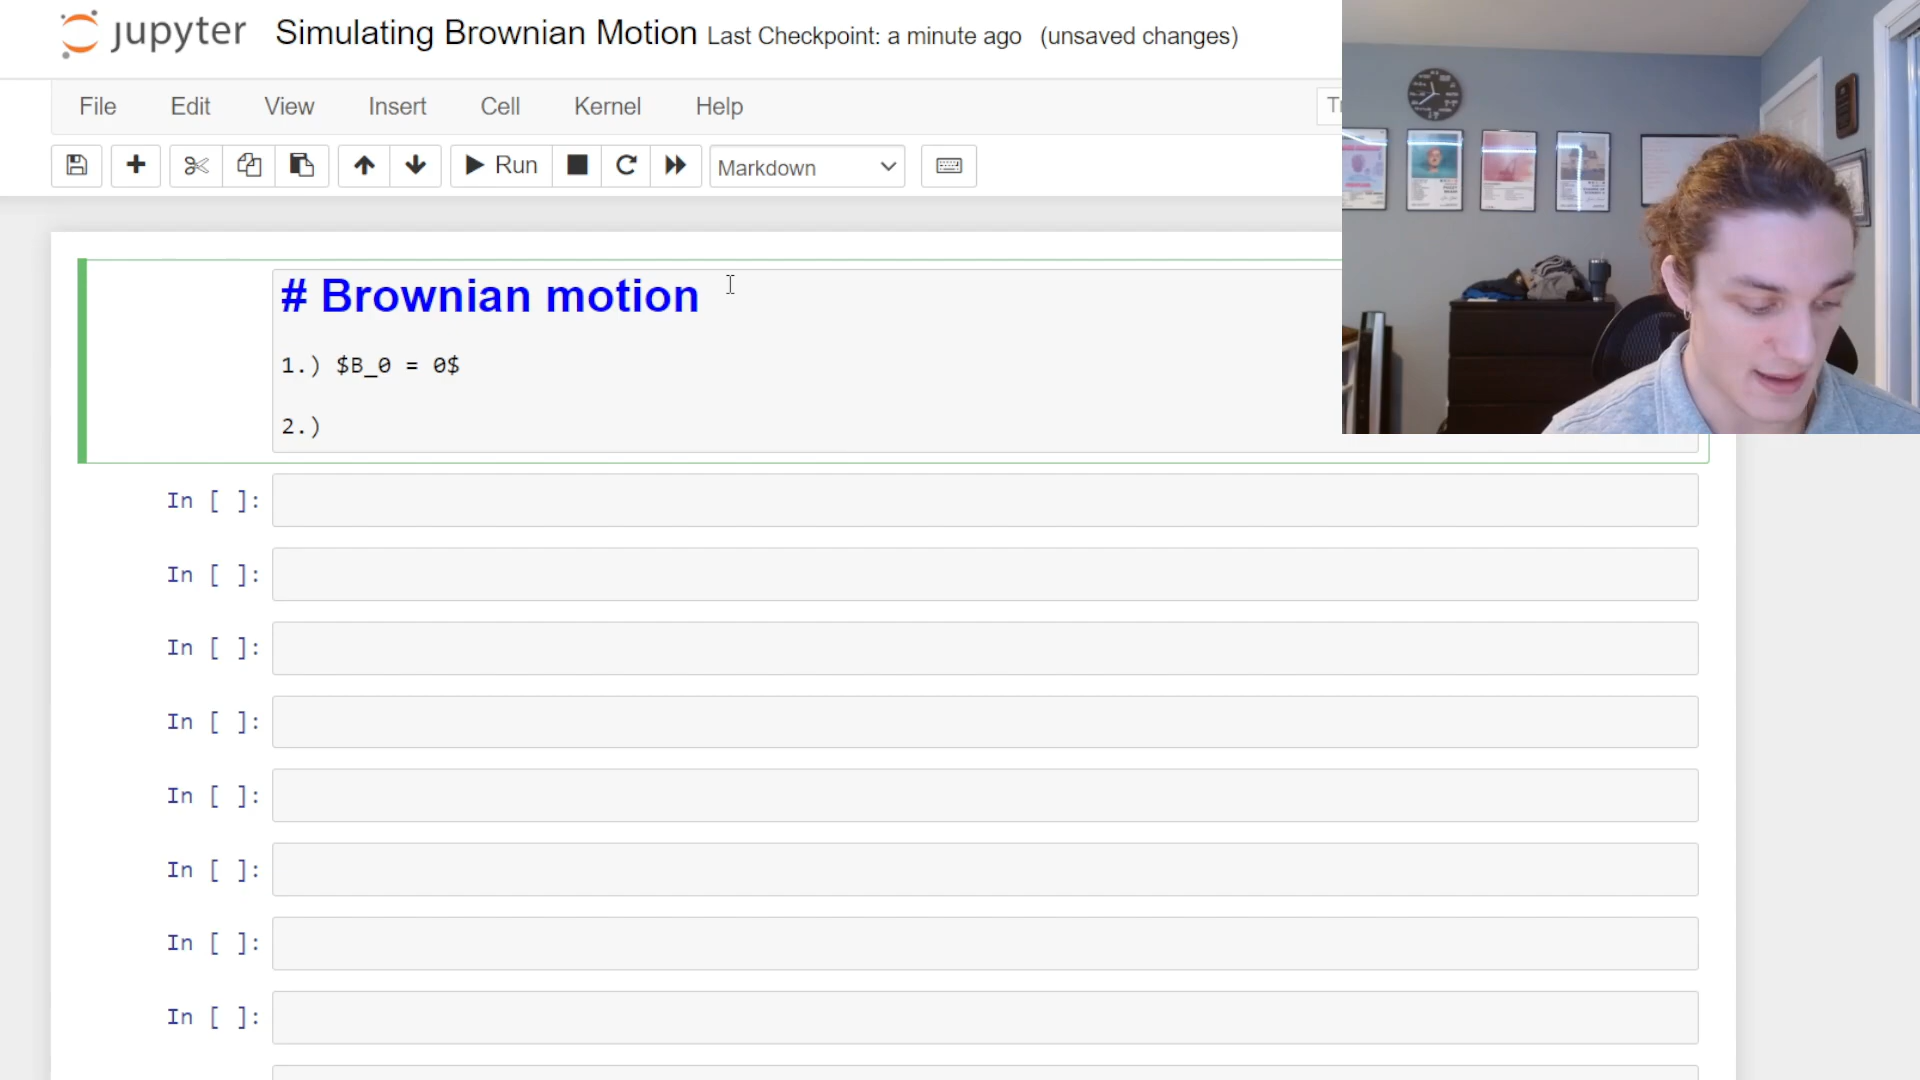 jupyter Simulating Brownian Motion Last Checkpoint: a minute ago (unsaved changes)
File Edit View Insert Cell Kernel Help
Run Markdown
# Brownian motion
1.) $B_0 = 0$
2.)
In [ ]:
In [ ]:
In [ ]:
In [ ]:
In [ ]:
In [ ]:
In [ ]:
In [ ]: